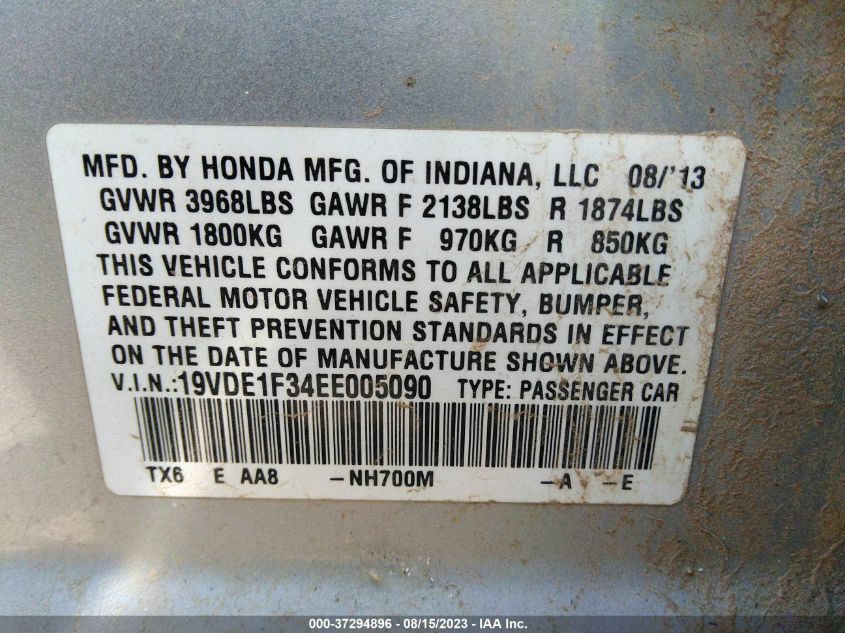 MFD. BY HONDA MFG. OF INDIANA, LLC 08/'13
GVWR 3968LBS GAWR F 2138LBS R 1874LBS
GVWR 1800KG GAWR F 970KG R 850KG
THIS VEHICLE CONFORMS TO ALL APPLICABLE
FEDERAL MOTOR VEHICLE SAFETY, BUMPER,
AND THEFT PREVENTION STANDARDS IN EFFECT
ON THE DATE OF MANUFACTURE SHOWN ABOVE.
V.I.N.:19VDE1F34EE005090 TYPE: PASSENGER CAR
TX6 E AA8 -NH700M -A -E
000-37294896 - 08/15/2023 - IAA Inc.